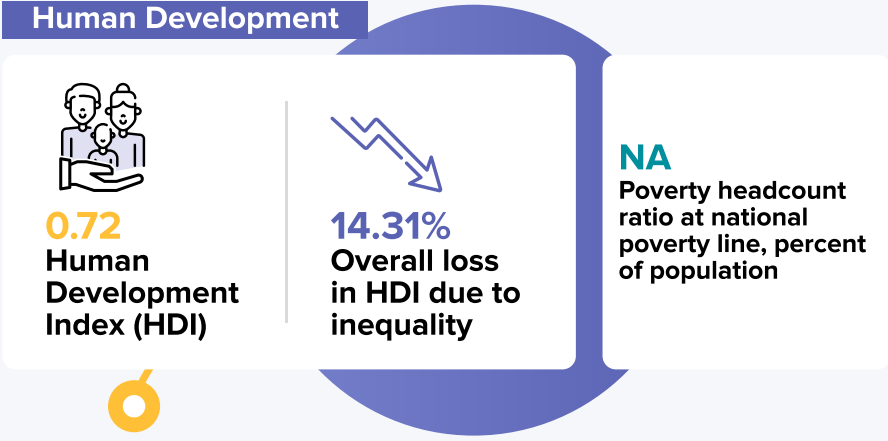 Human Development
0.72
Human
Development
Index (HDI)
14.31%
Overall loss
in HDI due to
inequality
NA
Poverty headcount
ratio at national
poverty line, percent
of population